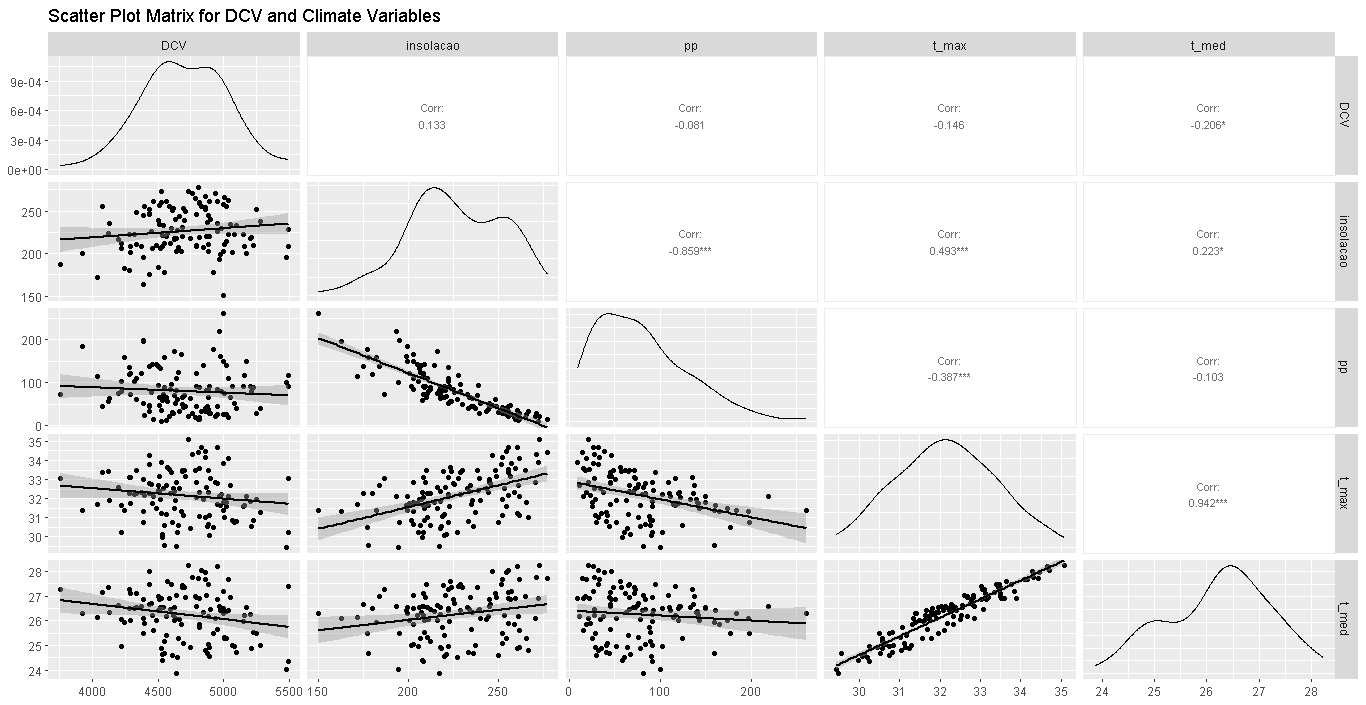 Scatter Plot Matrix for DCV and Climate Variables
DCV insolacao pp t_max t_med
9e-04
6e-04
3e-04
0e+00
Corr:
0.133
Corr:
-0.081
Corr:
-0.146
Corr:
-0.206*
DCV
250
200
150
Corr:
-0.859***
Corr:
0.493***
Corr:
0.223*
insolacao
200
100
0
Corr:
-0.387***
Corr:
-0.103
pp
35
34
33
32
31
30
Corr:
0.942***
t_max
28
27
26
25
24
t_med
4000 4500 5000 5500 150 200 250 0 100 200 30 31 32 33 34 35 24 25 26 27 28